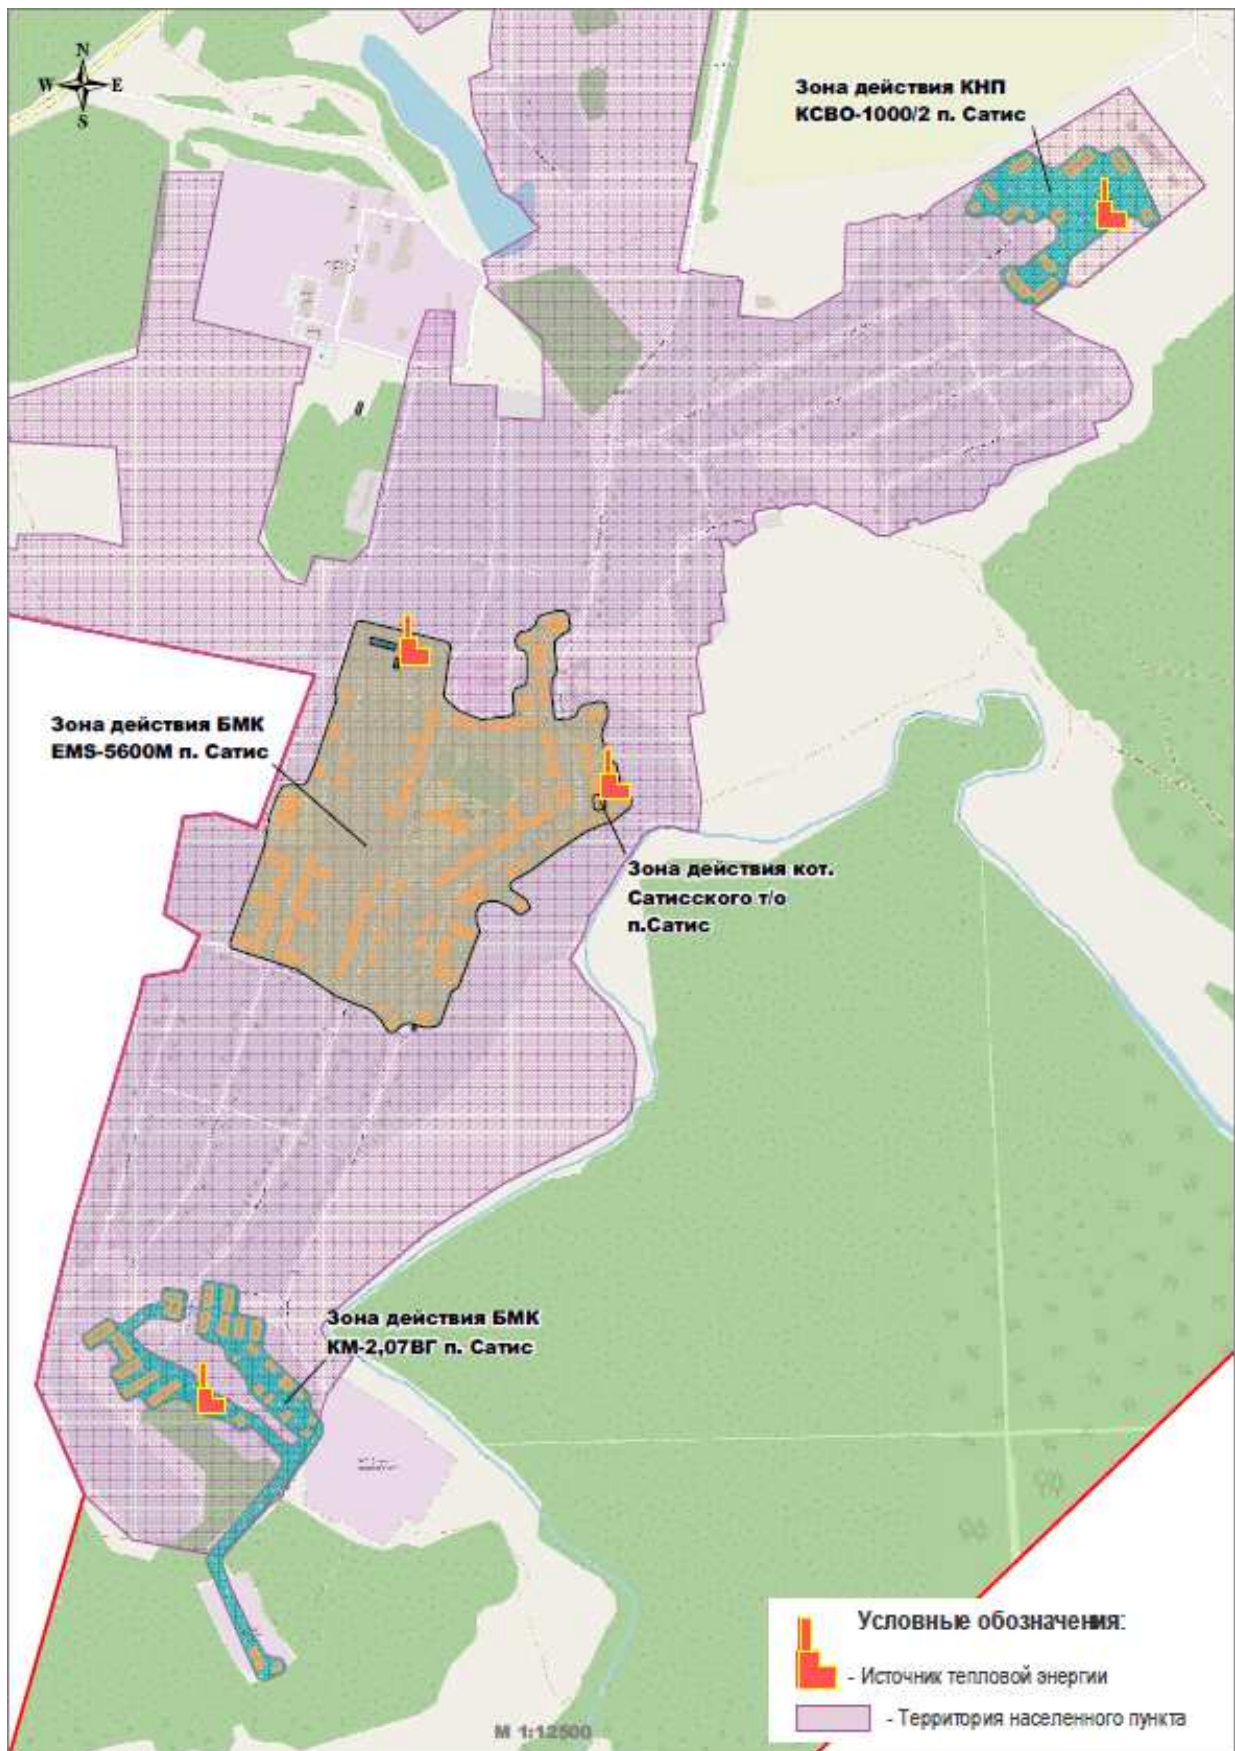 N
W E
S
Зона действия КНП
КСВО-1000/2 п. Сатис
Зона действия БМК
EMS-5600М п. Сатис
Зона действия кот.
Сатисского т/о
п.Сатис
Зона действия БМК
КМ-2,07ВГ п. Сатис
Условные обозначения:
- Источник тепловой энергии
- Территория населенного пункта
М 1:12500